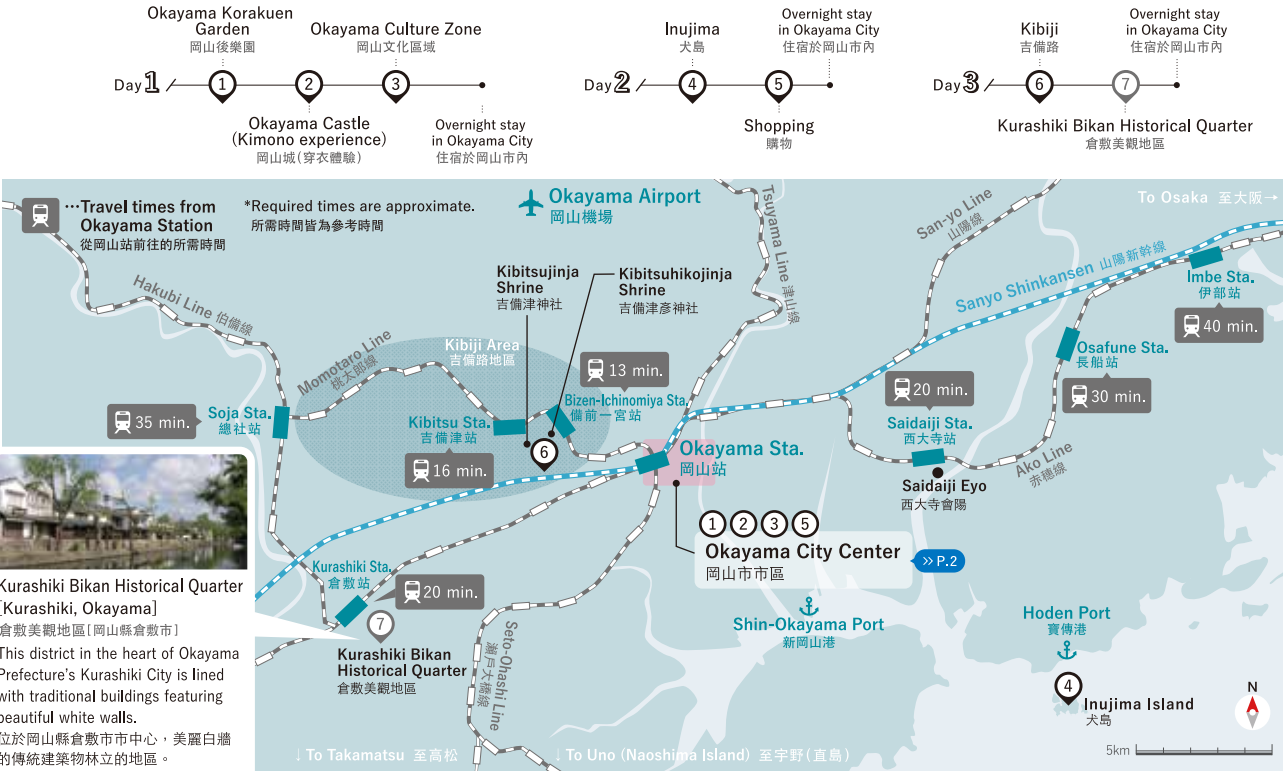 Okayama Korakuen
Garden
岡山後樂園
Okayama Culture Zone
岡山文化區域
Day 1
1
2
3
Okayama Castle
(Kimono experience)
岡山城(穿衣體驗)
Overnight stay
in Okayama City
住宿於岡山市內
Inujima
犬島
Overnight stay
in Okayama City
住宿於岡山市內
Day 2
4
5
Shopping
購物
Kibiji
吉備路
Overnight stay
in Okayama City
住宿於岡山市內
Day 3
6
7
Kurashiki Bikan Historical Quarter
倉敷美觀地區
…Travel times from
Okayama Station
從岡山站前往的所需時間
*Required times are approximate.
所需時間皆為參考時間
Okayama Airport
岡山機場
Tsuyama Line 津山線
San-yo Line
山陽線
To Osaka 至大阪→
Sanyo Shinkansen 山陽新幹線
Imbe Sta.
伊部站
40 min.
Hakubi Line 伯備線
Kibitsujinja
Shrine
吉備津神社
Kibitsuhikojinja
Shrine
吉備津彥神社
Momotaro Line
桃太郎線
Kibiji Area
吉備路地區
13 min.
Bizen-Ichinomiya Sta.
備前一宮站
Osafune Sta.
長船站
30 min.
20 min.
Saidaiji Sta.
西大寺站
35 min.
Soja Sta.
總社站
Kibitsu Sta.
吉備津站
16 min.
6
Okayama Sta.
岡山站
Ako Line
赤穗線
Saidaiji Eyo
西大寺會陽
1 2 3 5
Okayama City Center
岡山市市區
»P.2
Kurashiki Sta.
倉敷站
20 min.
7
Kurashiki Bikan
Historical Quarter
倉敷美觀地區
Seto-Ohashi Line
瀨戶大橋線
Shin-Okayama Port
新岡山港
Hoden Port
寶傳港
4
Inujima Island
犬島
N
5km
↓To Takamatsu 至高松
↓To Uno (Naoshima Island) 至宇野(直島)
Kurashiki Bikan Historical Quarter
[Kurashiki, Okayama]
倉敷美觀地區[岡山縣倉敷市]
This district in the heart of Okayama
Prefecture's Kurashiki City is lined
with traditional buildings featuring
beautiful white walls.
位於岡山縣倉敷市市中心，美麗白牆
的傳統建築物林立的地區。